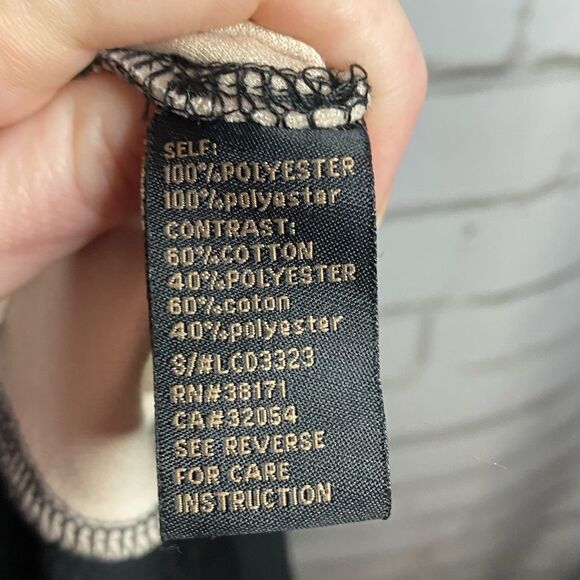 SELF:
100%POLYESTER
100%polyester
CONTRAST:
60%COTTON
40%POLYESTER
60%coton
40%polyester
S/#LCD3323
RN#38171
CA#32054
SEE REVERSE
FOR CARE
INSTRUCTION